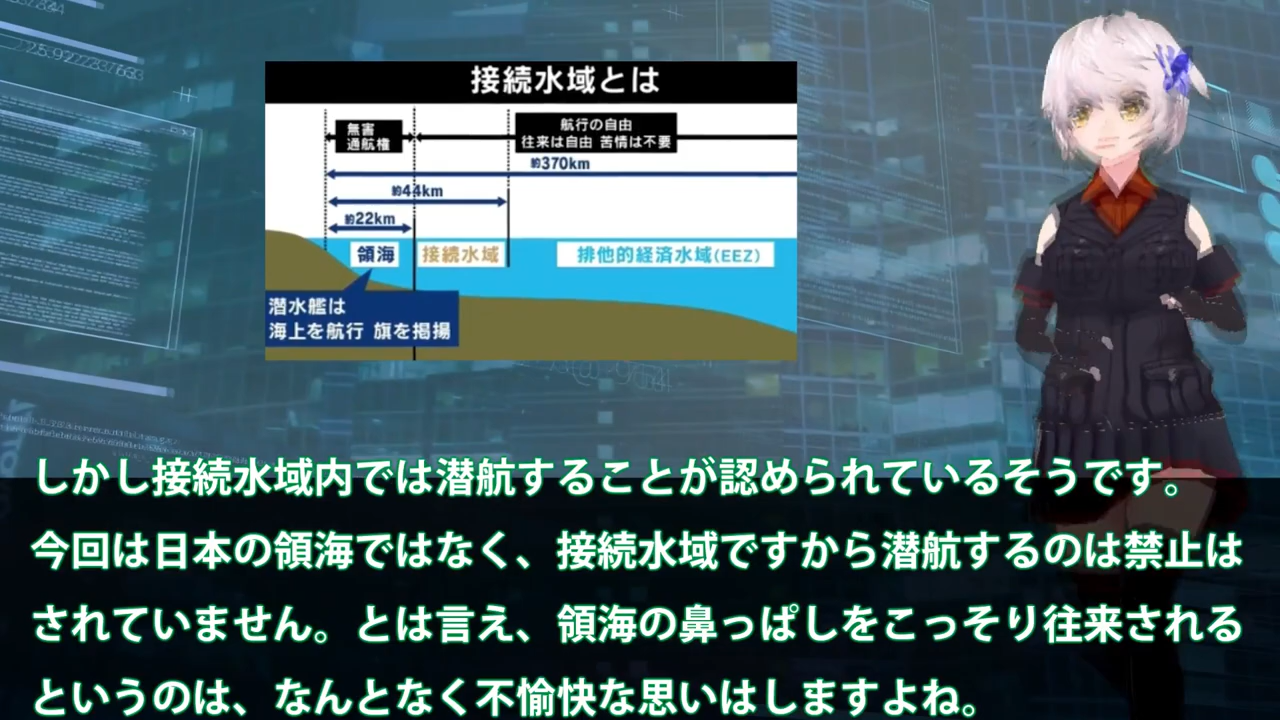 接続水域とは
無害
通航権
航行の自由
往来は自由 苦情は不要
約370km
約44km
約22km
領海
接続水域
排他的経済水域(EEZ)
潜水艦は
海上を航行 旗を掲揚
しかし接続水域内では潜航することが認められているそうです。
今回は日本の領海ではなく、接続水域ですから潜航するのは禁止は
されていません。とは言え、領海の鼻っぱしをこっそり往来される
というのは、なんとなく不愉快な思いはしますよね。